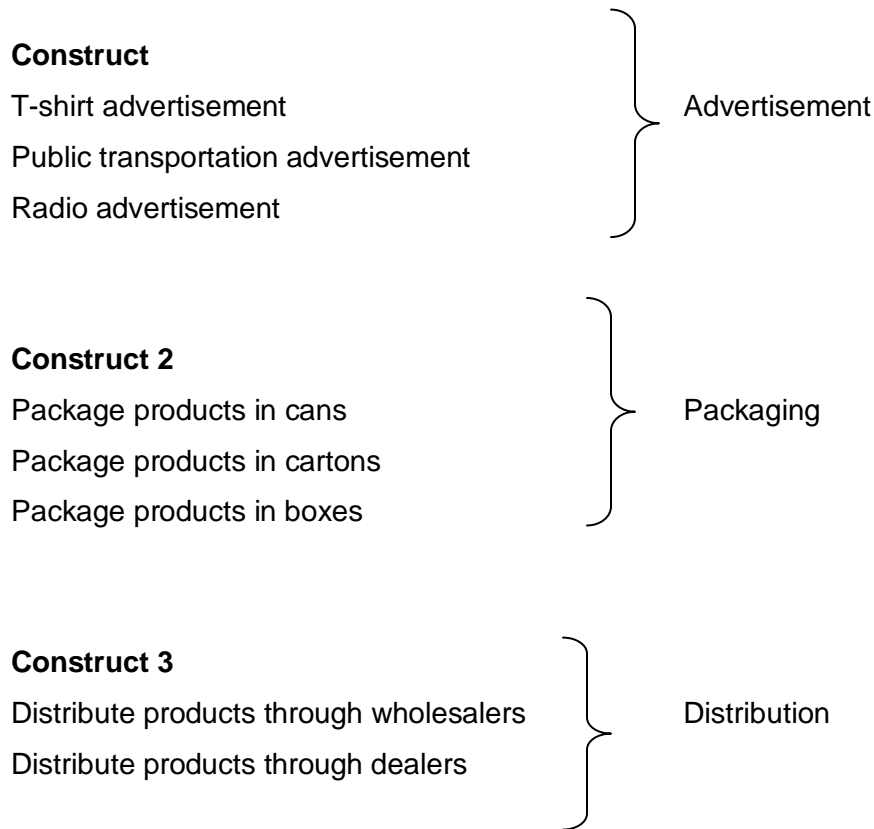 Construct
T-shirt advertisement
Advertisement
Public transportation advertisement
Radio advertisement
Construct 2
Package products in cans
Packaging
Package products in cartons
Package products in boxes
Construct 3
Distribute products through wholesalers
Distribution
Distribute products through dealers